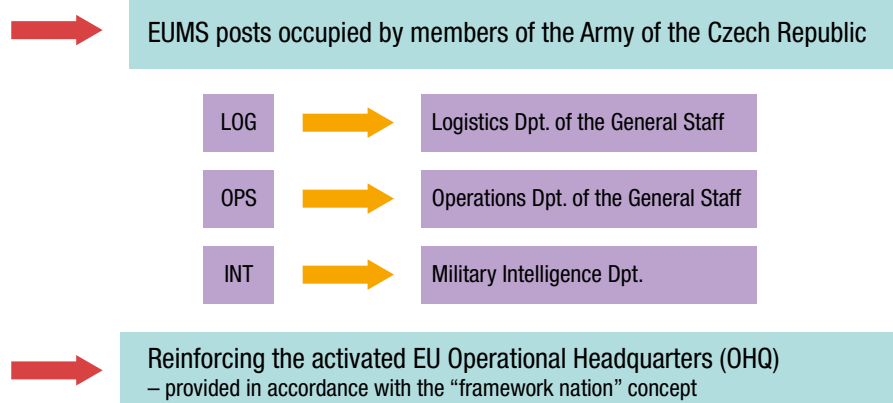 EUMS posts occupied by members of the Army of the Czech Republic
LOG
Logistics Dpt. of the General Staff
OPS
Operations Dpt. of the General Staff
INT
Military Intelligence Dpt.
Reinforcing the activated EU Operational Headquarters (OHQ)
– provided in accordance with the “framework nation” concept